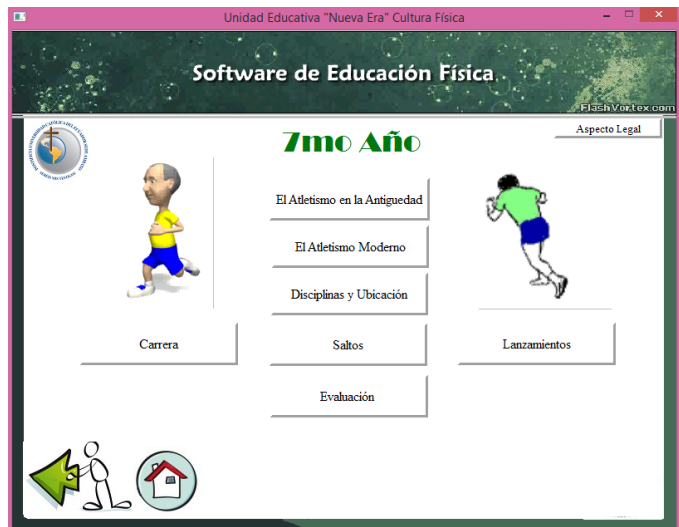 Unidad Educativa "Nueva Era" Cultura Física
Software de Educación Física
FlashVortex.com
7mo Año
Aspecto Legal
El Atletismo en la Antiguedad
El Atletismo Moderno
Disciplinas y Ubicación
Carrera
Saltos
Lanzamientos
Evaluación